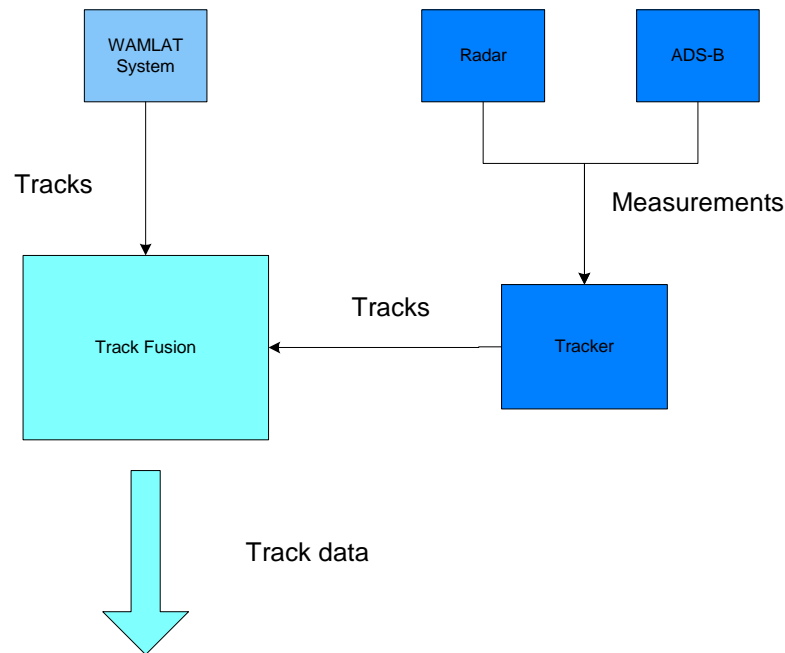 WAMLAT
System
Radar
ADS-B
Tracks
Measurements
Tracks
Track Fusion
Tracker
Track data